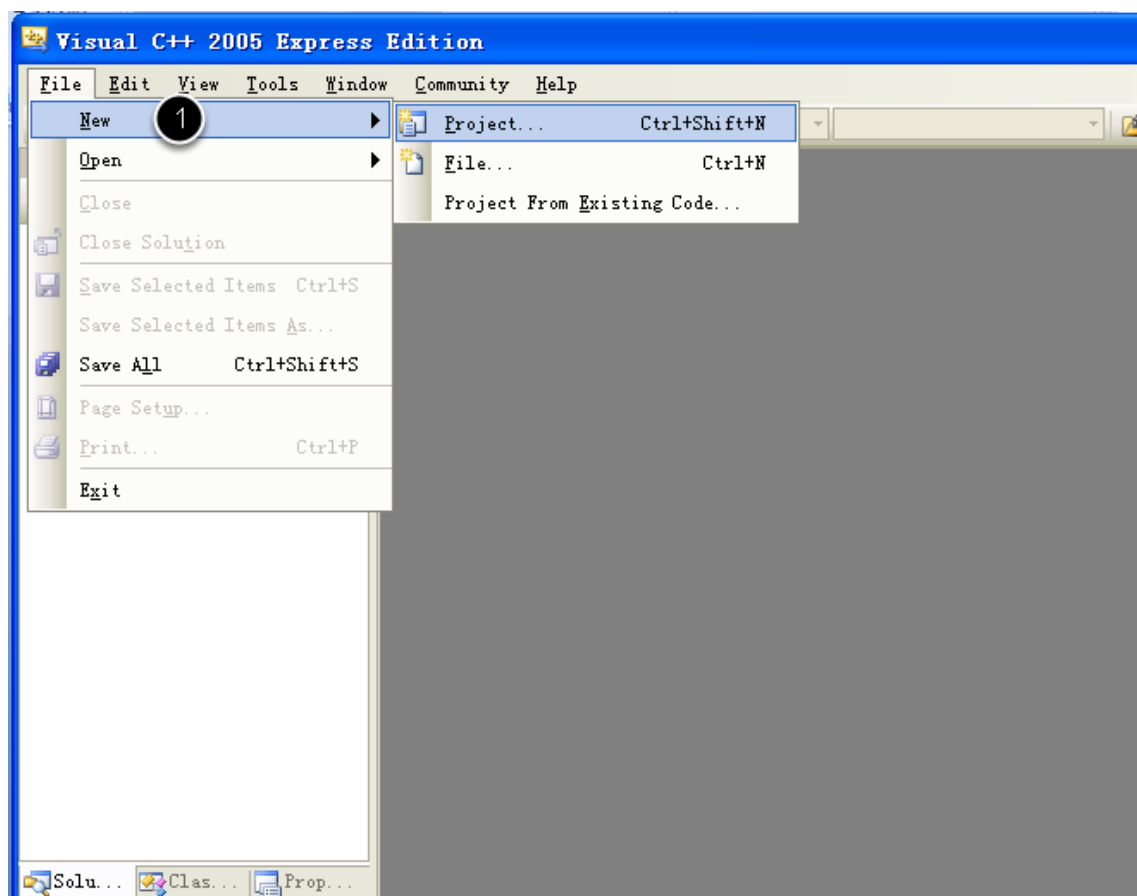 Visual C++ 2005 Express Edition
File Edit View Tools Window Community Help
New 1
Project... Ctrl+Shift+N
Open
File... Ctrl+N
Close
Project From Existing Code...
Close Solution
Save Selected Items Ctrl+S
Save Selected Items As...
Save All Ctrl+Shift+S
Page Setup...
Print... Ctrl+P
Exit
Solu... Clas... Prop...